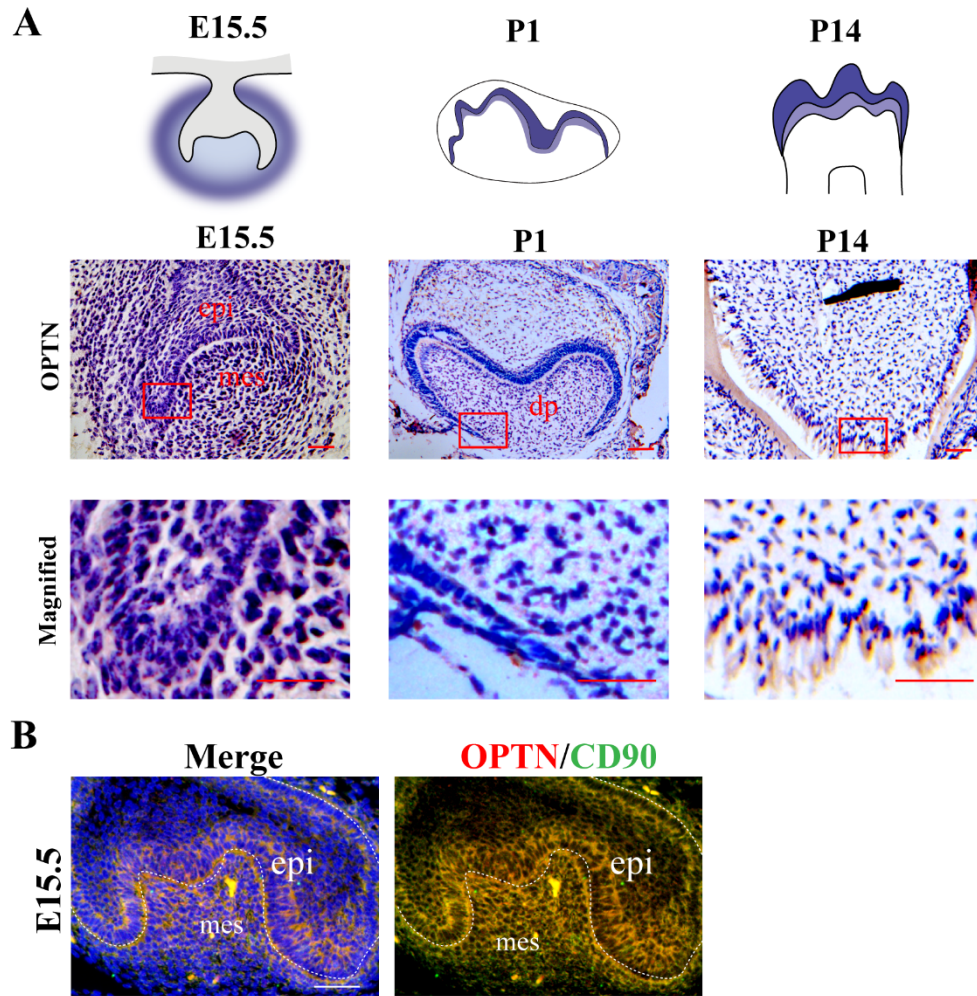 A
E15.5 P1 P14
E15.5 P1 P14
OPTN
epi
mes
dp
Magnified
B
Merge OPTN/CD90
E15.5
epi
mes
epi
mes